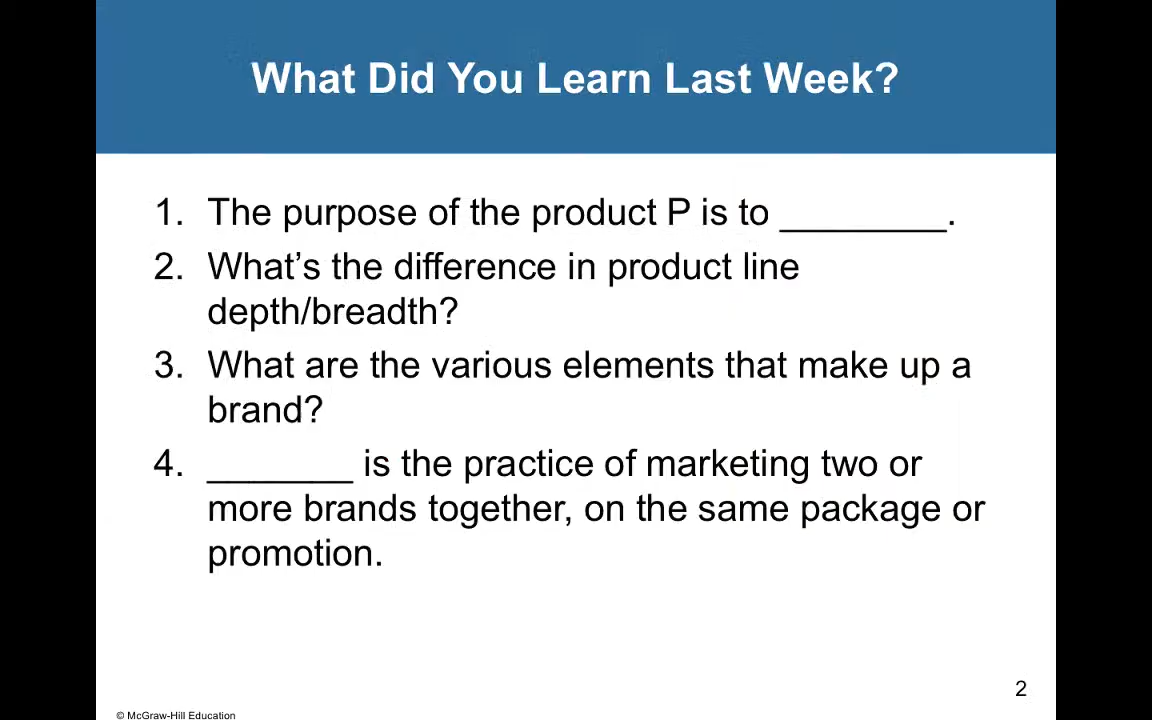 What Did You Learn Last Week?
1. The purpose of the product P is to ________.
2. What’s the difference in product line
depth/breadth?
3. What are the various elements that make up a
brand?
4. _______ is the practice of marketing two or
more brands together, on the same package or
promotion.
2
© McGraw-Hill Education